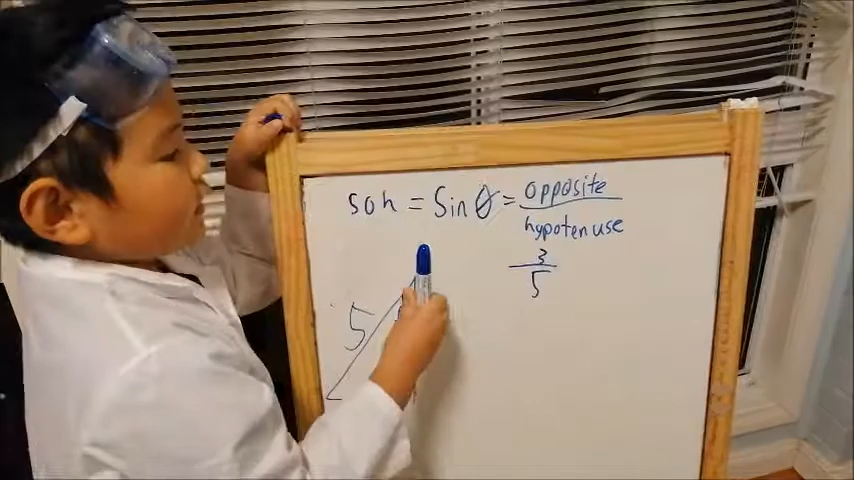 soh = Sin θ = opposite
hypotenuse
3
5
5